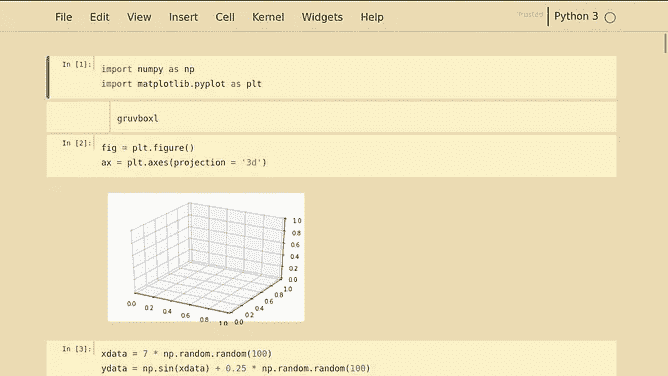 File Edit View Insert Cell Kernel Widgets Help Trusted Python 3
In [1]: import numpy as np
import matplotlib.pyplot as plt
gruvboxl
In [2]: fig = plt.figure()
ax = plt.axes(projection = '3d')
1.0
0.8
0.6
0.4
0.2
0.0
0.0 0.2 0.4 0.6 0.8 1.0
0.0 0.2 0.4 0.6 0.8 1.0
In [3]: xdata = 7 * np.random.random(100)
ydata = np.sin(xdata) + 0.25 * np.random.random(100)